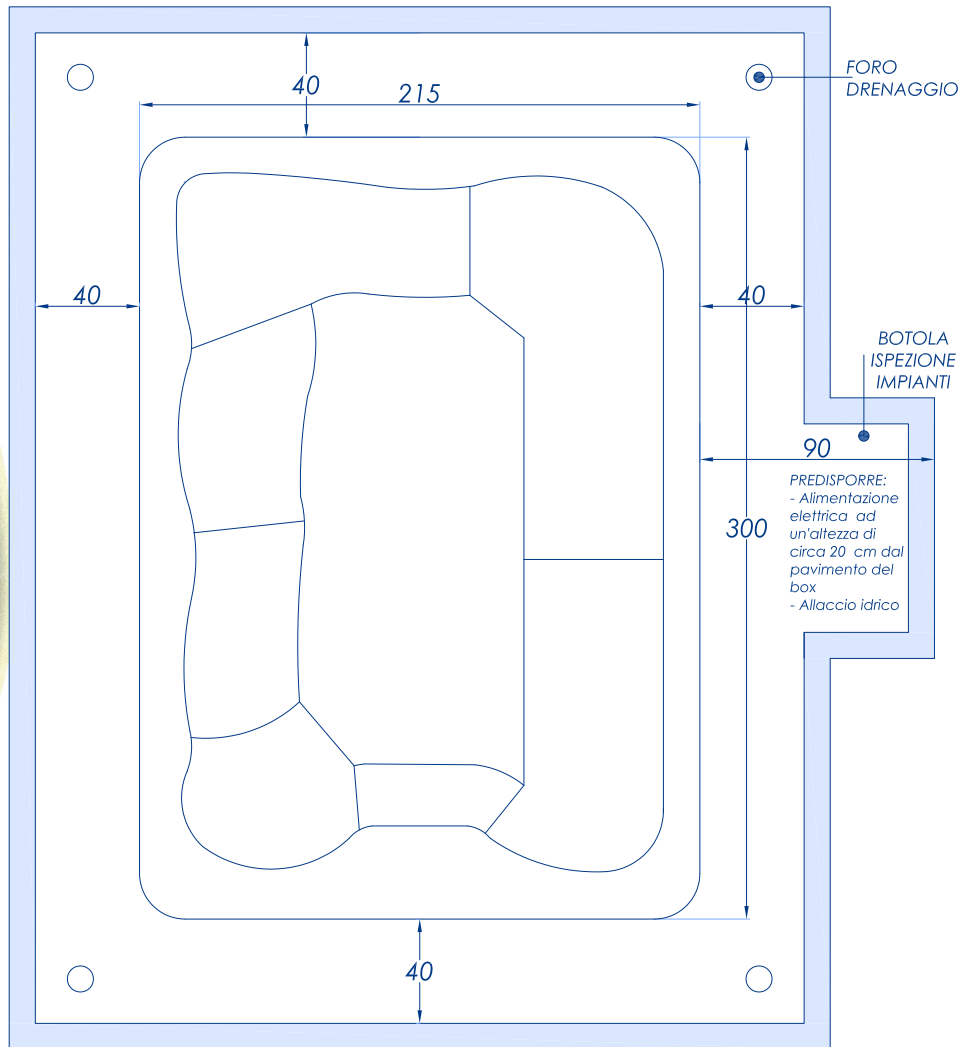 40
215
FORO
DRENAGGIO
40
40
BOTOLA
ISPEZIONE
IMPIANTI
90
PREDISPORRE:
- Alimentazione
elettrica ad
un'altezza di
circa 20 cm dal
pavimento del
box
- Allaccio idrico
300
40